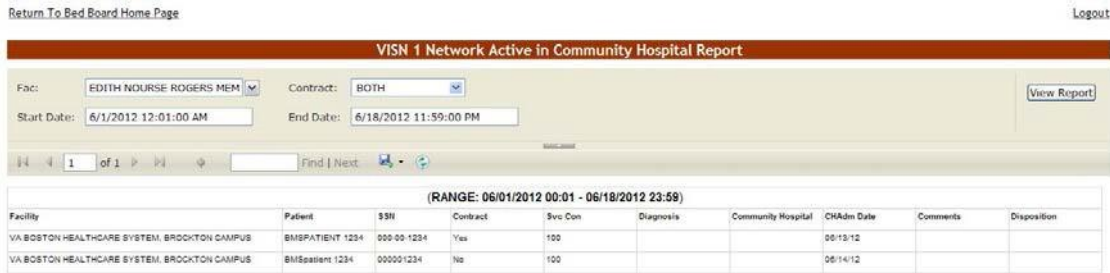 Return To Bed Board Home Page Logout
VISN 1 Network Active in Community Hospital Report
Fac: EDITH NOURSE ROGERS MEM Contract: BOTH View Report
Start Date: 6/1/2012 12:01:00 AM End Date: 6/18/2012 11:59:00 PM
1 of 1 Find | Next
(RANGE: 06/01/2012 00:01 - 06/18/2012 23:59)
Facility Patient SSN Contract Svc Con Diagnosis Community Hospital CHAdm Date Comments Disposition
VA BOSTON HEALTHCARE SYSTEM, BROCKTON CAMPUS BMSPATIENT 1234 000-00-1234 Yes 100 06/13/12
VA BOSTON HEALTHCARE SYSTEM, BROCKTON CAMPUS BMSpatient 1234 000001234 No 100 06/14/12